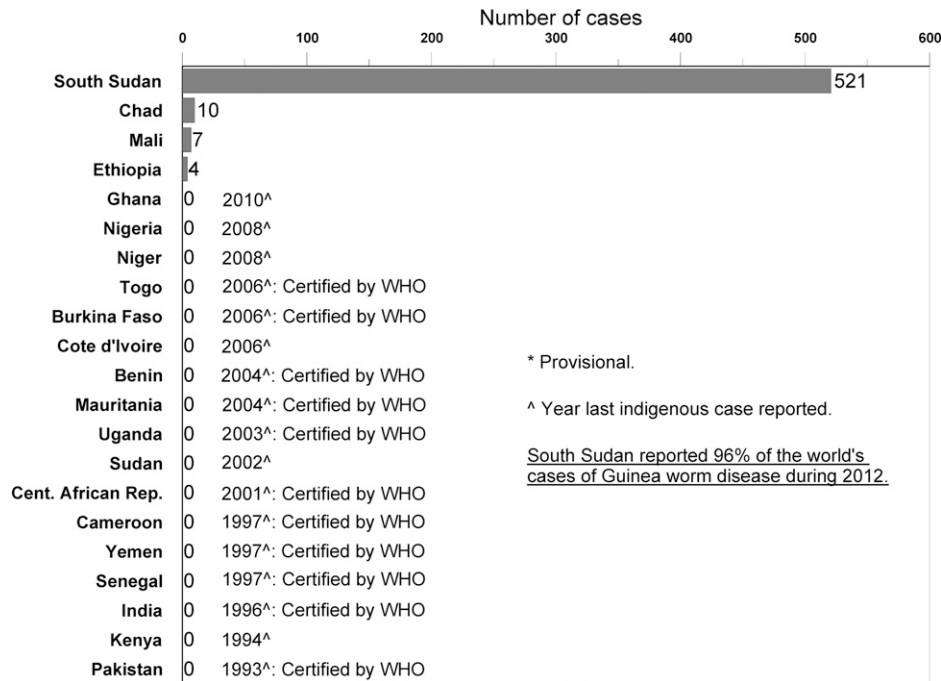 Number of cases
0 100 200 300 400 500 600
South Sudan 521
Chad 10
Mali 7
Ethiopia 4
Ghana 0 2010^
Nigeria 0 2008^
Niger 0 2008^
Togo 0 2006^: Certified by WHO
Burkina Faso 0 2006^: Certified by WHO
Cote d'Ivoire 0 2006^
Benin 0 2004^: Certified by WHO
Mauritania 0 2004^: Certified by WHO
Uganda 0 2003^: Certified by WHO
Sudan 0 2002^
Cent. African Rep. 0 2001^: Certified by WHO
Cameroon 0 1997^: Certified by WHO
Yemen 0 1997^: Certified by WHO
Senegal 0 1997^: Certified by WHO
India 0 1996^: Certified by WHO
Kenya 0 1994^
Pakistan 0 1993^: Certified by WHO
* Provisional.
^ Year last indigenous case reported.
South Sudan reported 96% of the world's
cases of Guinea worm disease during 2012.